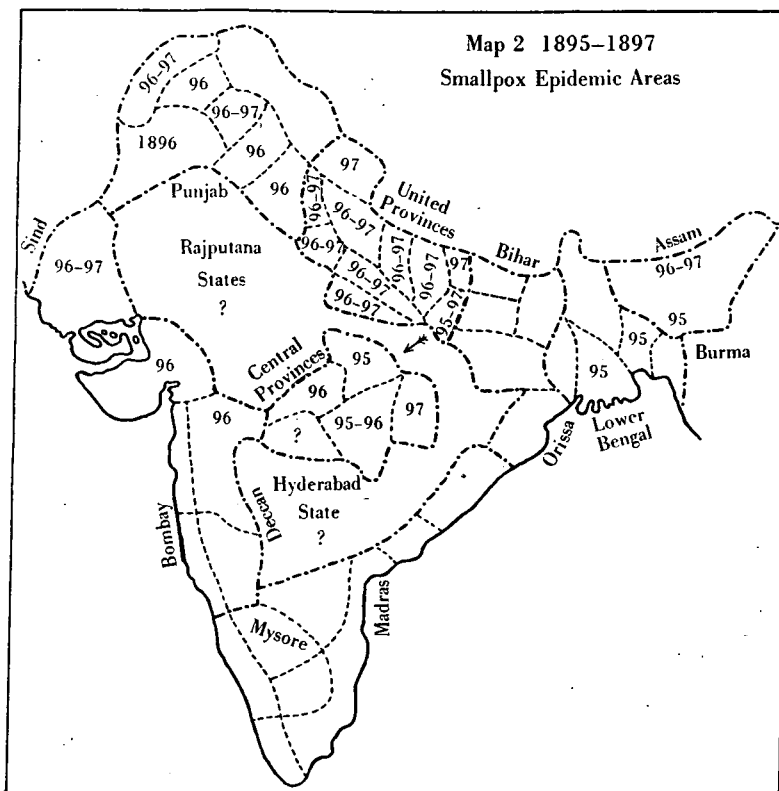 Map 2 1895–1897
Smallpox Epidemic Areas
96-97
96
96-97
1896
96
97
96
Punjab
96-97
United
Provinces
96-97
Sind
96-97
Rajputana
States
?
96-97
96-97
96-97
96-97
96-97
97
Bihar
Assam
96-97
95-97
95
95
Burma
96
Central
Provinces
95
96
96
?
95-96
97
95
Lower
Bengal
Orissa
Deccan
Hyderabad
State
?
Bombay
Madras
Mysore